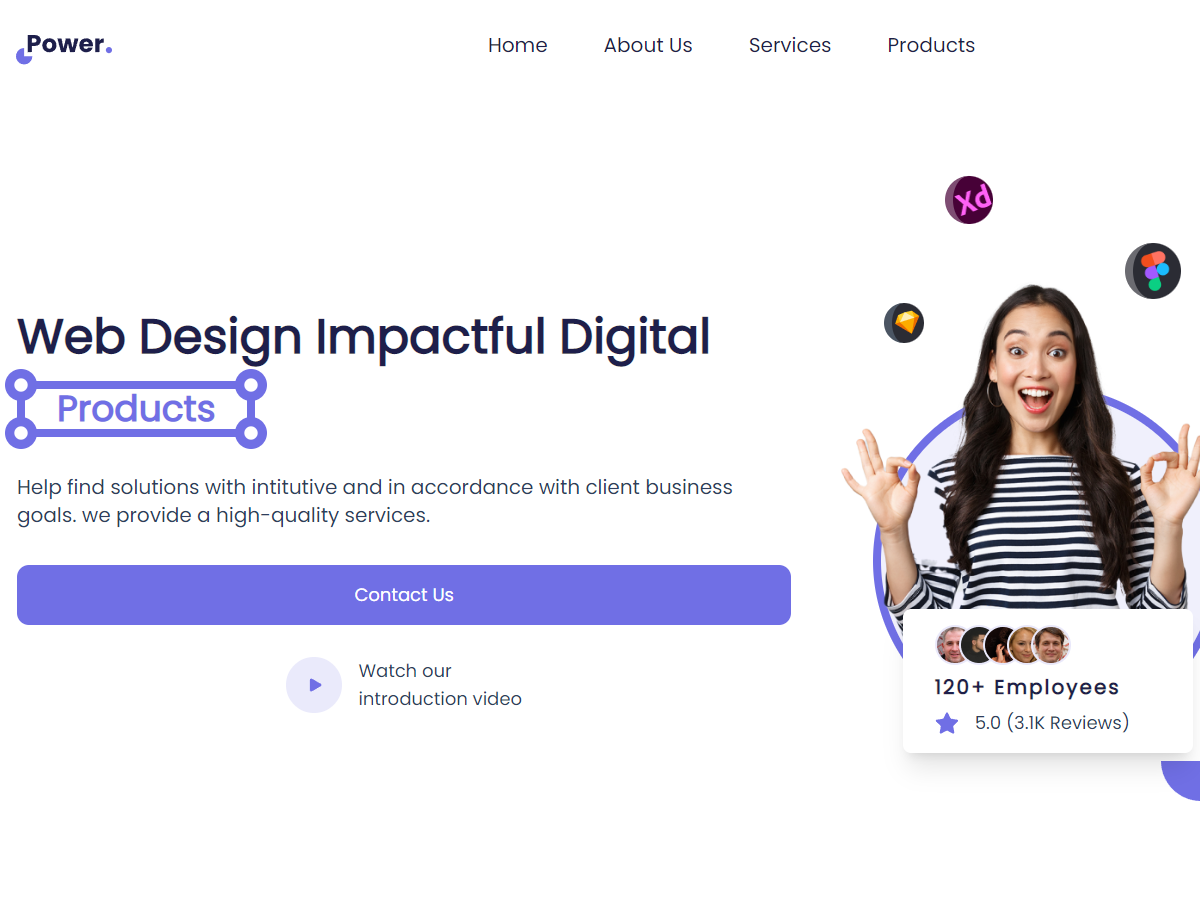 Power.
Home About Us Services Products
Xd
Web Design Impactful Digital
Products
Help find solutions with intitutive and in accordance with client business
goals. we provide a high-quality services.
Contact Us
Watch our
introduction video
120+ Employees
5.0 (3.1K Reviews)